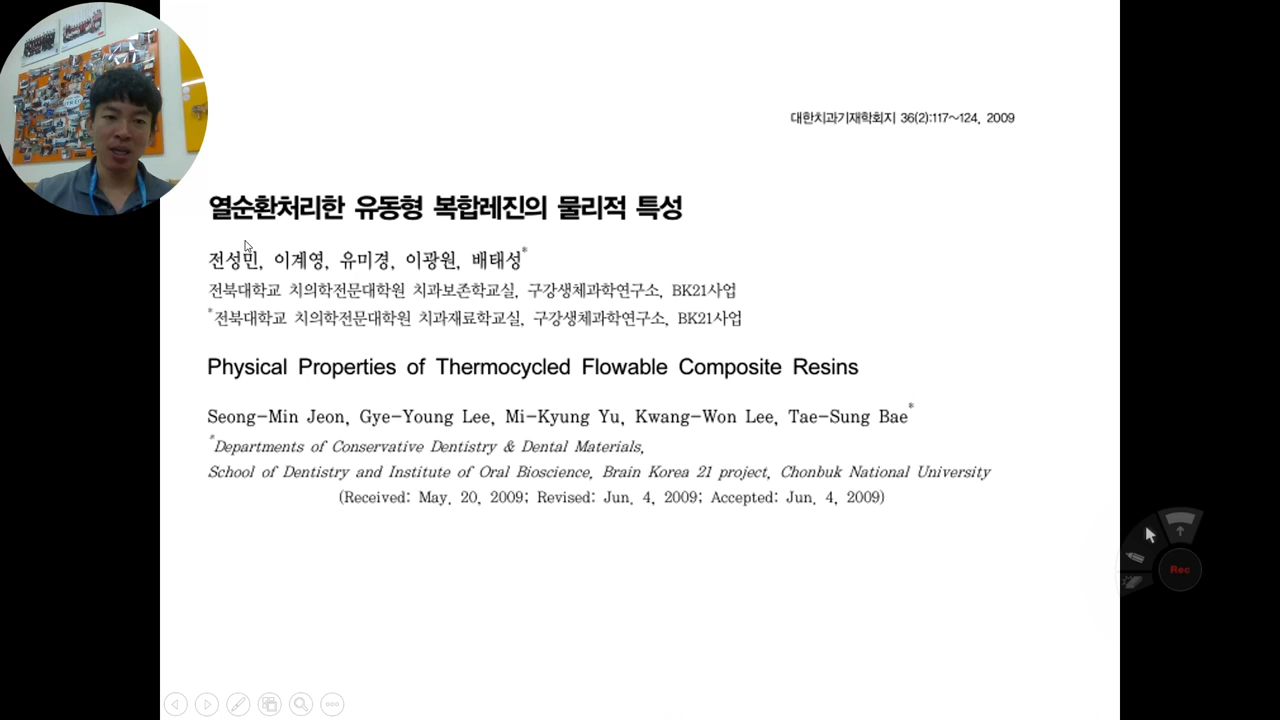 대한치과기재학회지 36(2):117~124, 2009
열순환처리한 유동형 복합레진의 물리적 특성
전성민, 이계영, 유미경, 이광원, 배태성*
전북대학교 치의학전문대학원 치과보존학교실, 구강생체과학연구소, BK21사업
*전북대학교 치의학전문대학원 치과재료학교실, 구강생체과학연구소, BK21사업
Physical Properties of Thermocycled Flowable Composite Resins
Seong-Min Jeon, Gye-Young Lee, Mi-Kyung Yu, Kwang-Won Lee, Tae-Sung Bae*
*Departments of Conservative Dentistry & Dental Materials,
School of Dentistry and Institute of Oral Bioscience, Brain Korea 21 project, Chonbuk National University
(Received: May. 20, 2009; Revised: Jun. 4, 2009; Accepted: Jun. 4, 2009)
Rec